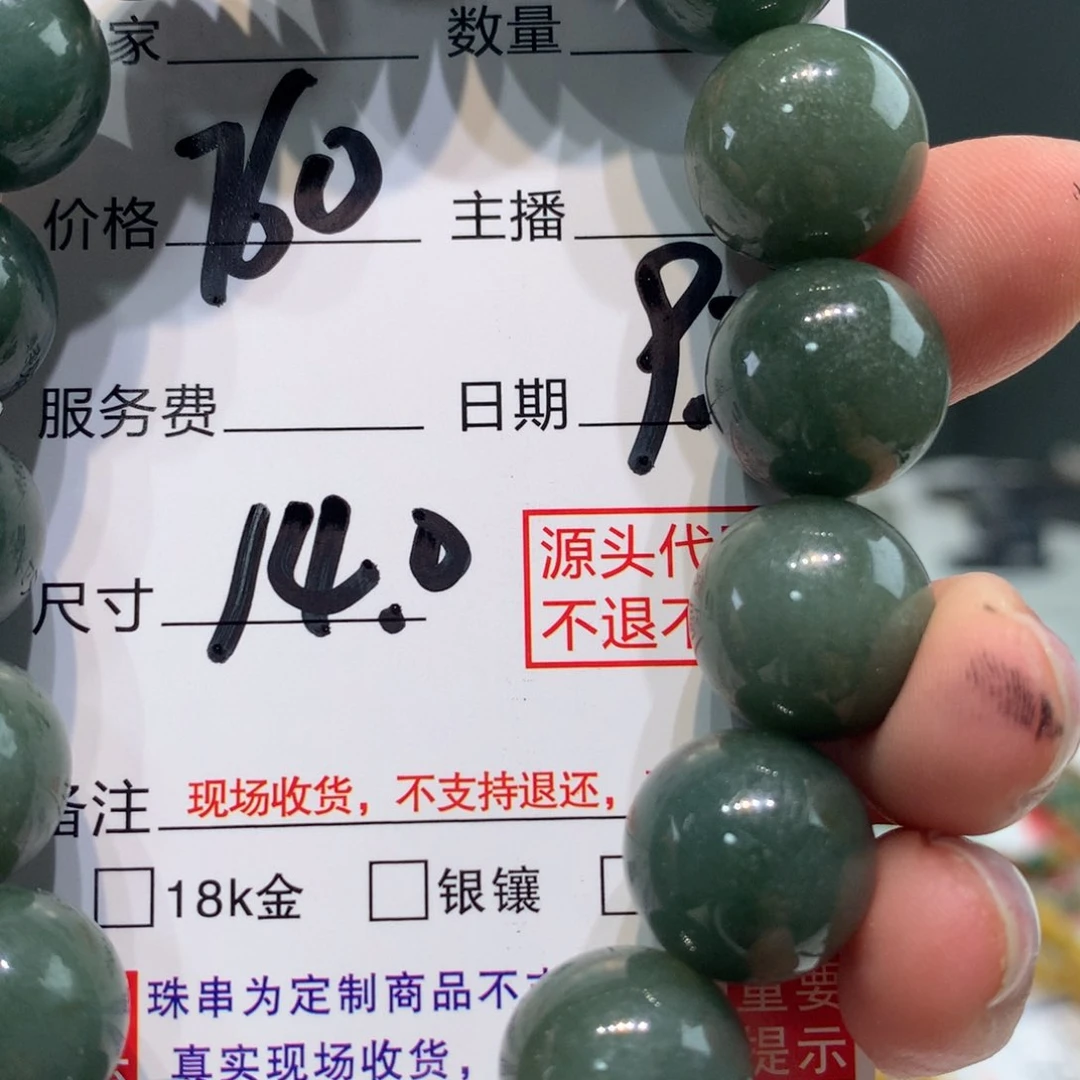 家 数量
价格 760 主播
服务费 日期 9.
尺寸 14.0
源头代
不退不
备注 现场收货，不支持退还，
18k金 银镶
珠串为定制商品不支
重要
真实现场收货，
提示